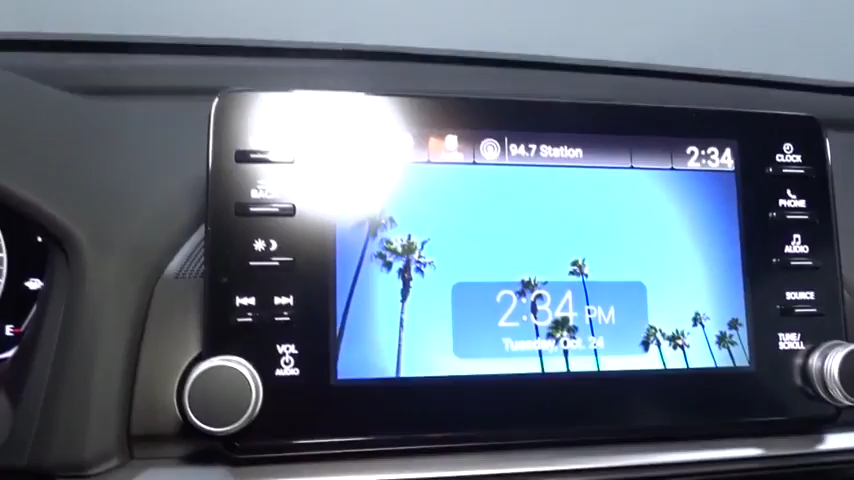 94.7 Station
2:34
CLOCK
BACK
PHONE
AUDIO
2:34 PM
Tuesday, Oct. 24
SOURCE
VOL
AUDIO
TUNE/
SCROLL
E